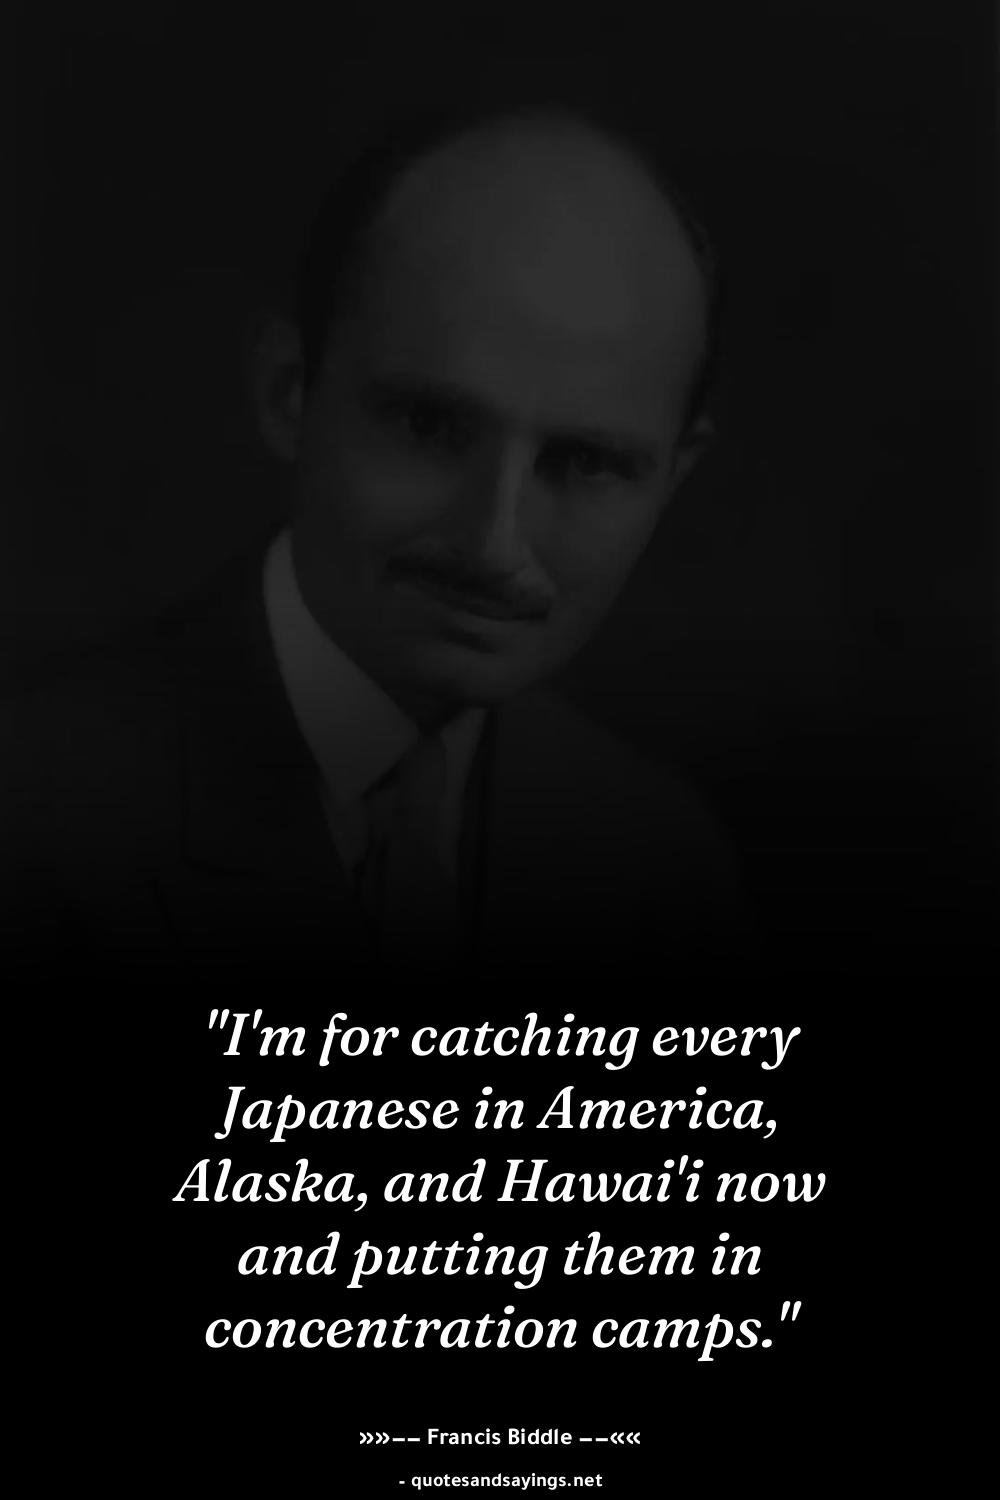 "I'm for catching every
Japanese in America,
Alaska, and Hawai'i now
and putting them in
concentration camps."
»»−− Francis Biddle −−««
- quotesandsayings.net